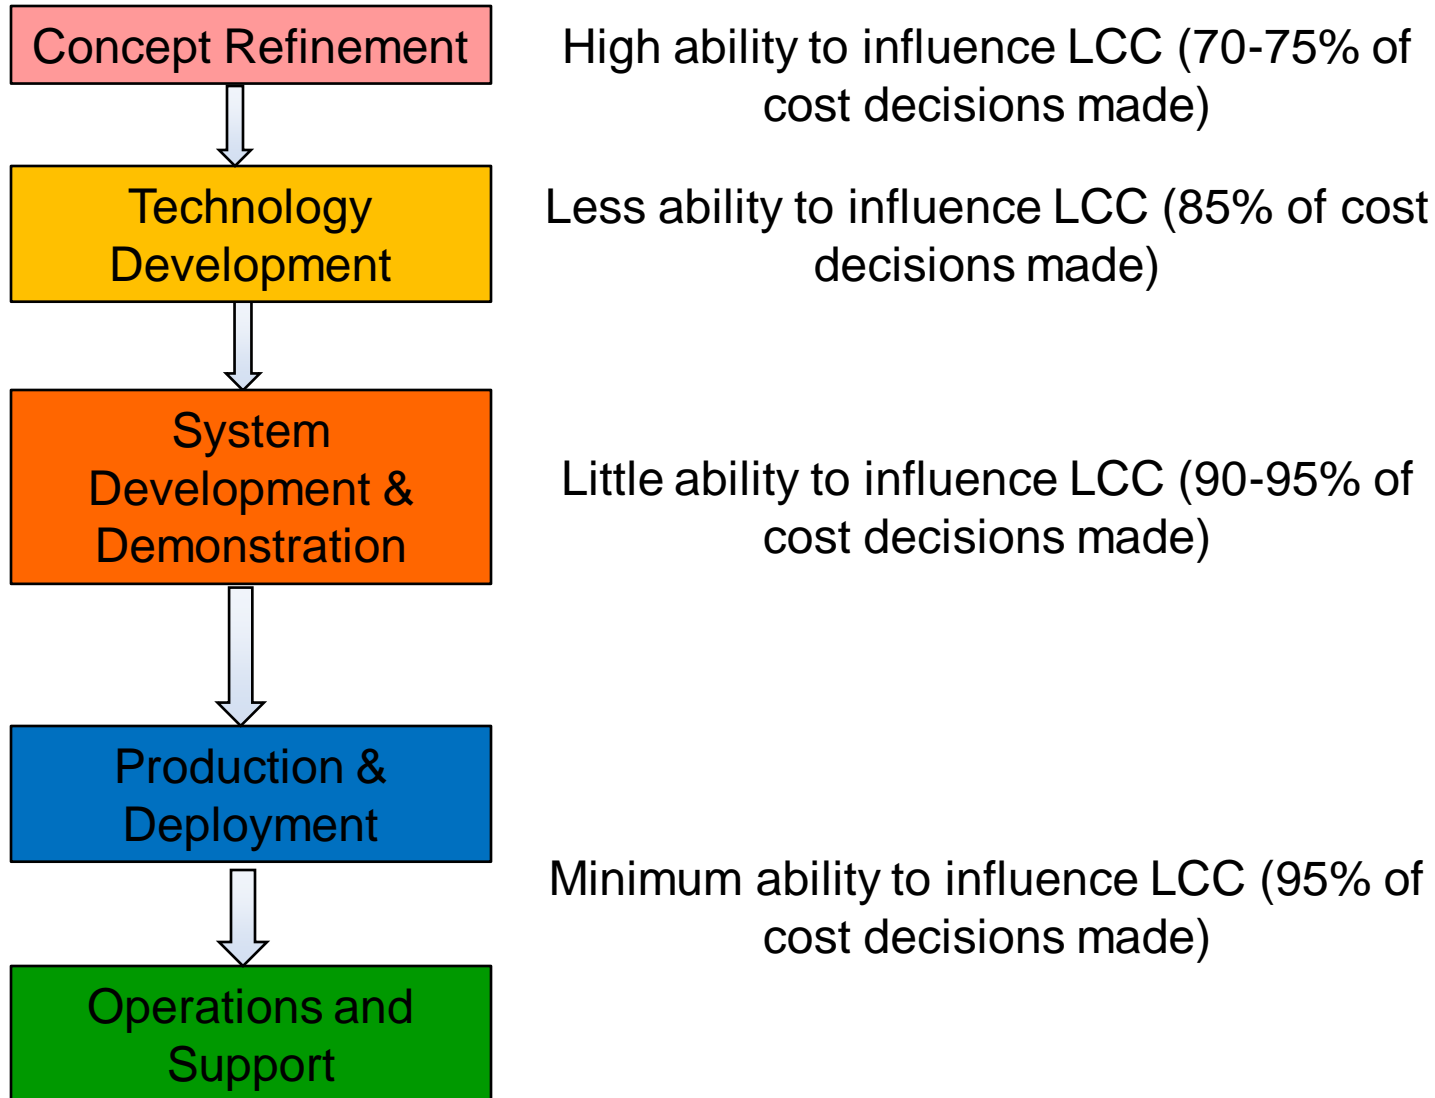 Concept Refinement
High ability to influence LCC (70-75% of
cost decisions made)
Technology
Development
Less ability to influence LCC (85% of cost
decisions made)
System
Development &
Demonstration
Little ability to influence LCC (90-95% of
cost decisions made)
Production &
Deployment
Minimum ability to influence LCC (95% of
cost decisions made)
Operations and
Support